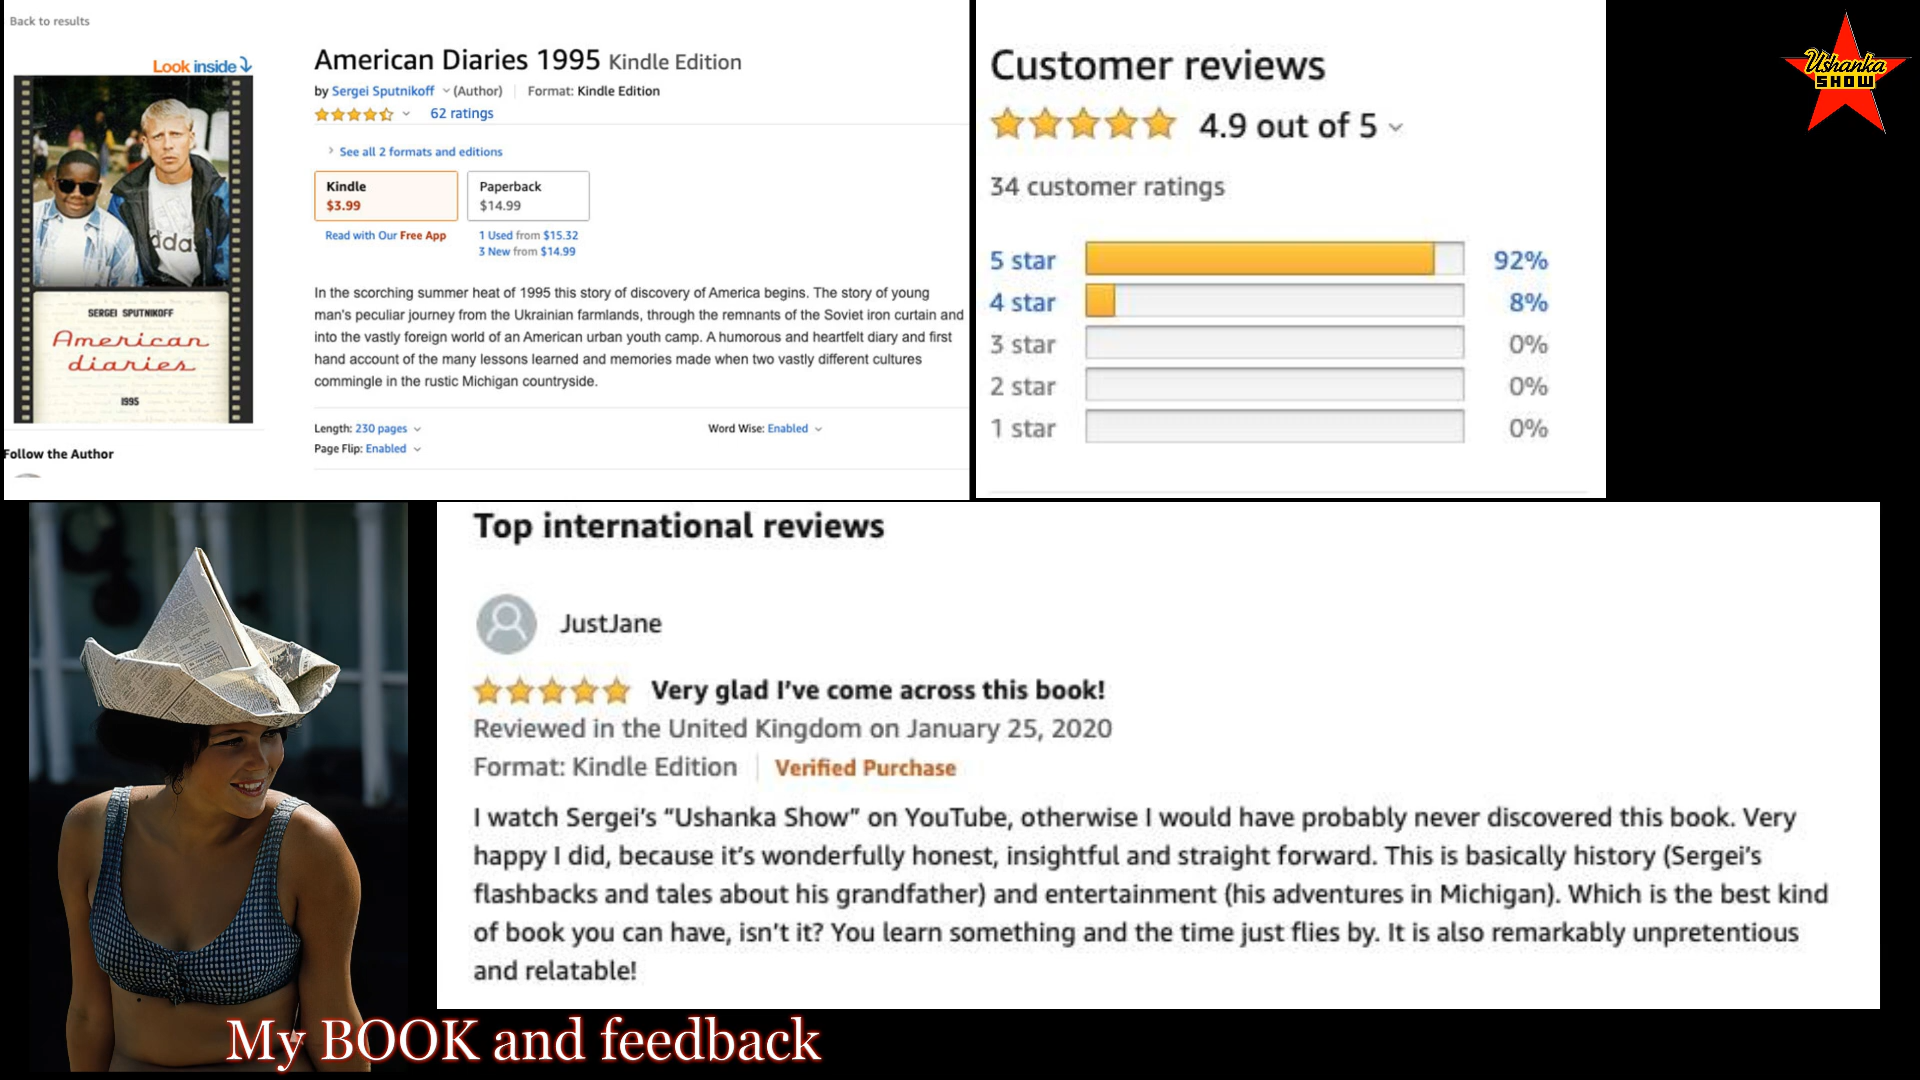 Back to results
Look inside
American Diaries 1995 Kindle Edition
by Sergei Sputnikoff (Author) Format: Kindle Edition
62 ratings
See all 2 formats and editions
Kindle
$3.99
Paperback
$14.99
Read with Our Free App
1 Used from $15.32
3 New from $14.99
In the scorching summer heat of 1995 this story of discovery of America begins. The story of young
man's peculiar journey from the Ukrainian farmlands, through the remnants of the Soviet iron curtain and
into the vastly foreign world of an American urban youth camp. A humorous and heartfelt diary and first
hand account of the many lessons learned and memories made when two vastly different cultures
commingle in the rustic Michigan countryside.
Length: 230 pages
Word Wise: Enabled
Page Flip: Enabled
adidas
SERGEI SPUTNIKOFF
American
diaries
1995
Follow the Author
Customer reviews
4.9 out of 5
34 customer ratings
5 star 92%
4 star 8%
3 star 0%
2 star 0%
1 star 0%
Ushanka
SHOW
Top international reviews
JustJane
Very glad I've come across this book!
Reviewed in the United Kingdom on January 25, 2020
Format: Kindle Edition Verified Purchase
I watch Sergei's “Ushanka Show” on YouTube, otherwise I would have probably never discovered this book. Very
happy I did, because it's wonderfully honest, insightful and straight forward. This is basically history (Sergei's
flashbacks and tales about his grandfather) and entertainment (his adventures in Michigan). Which is the best kind
of book you can have, isn't it? You learn something and the time just flies by. It is also remarkably unpretentious
and relatable!
My BOOK and feedback